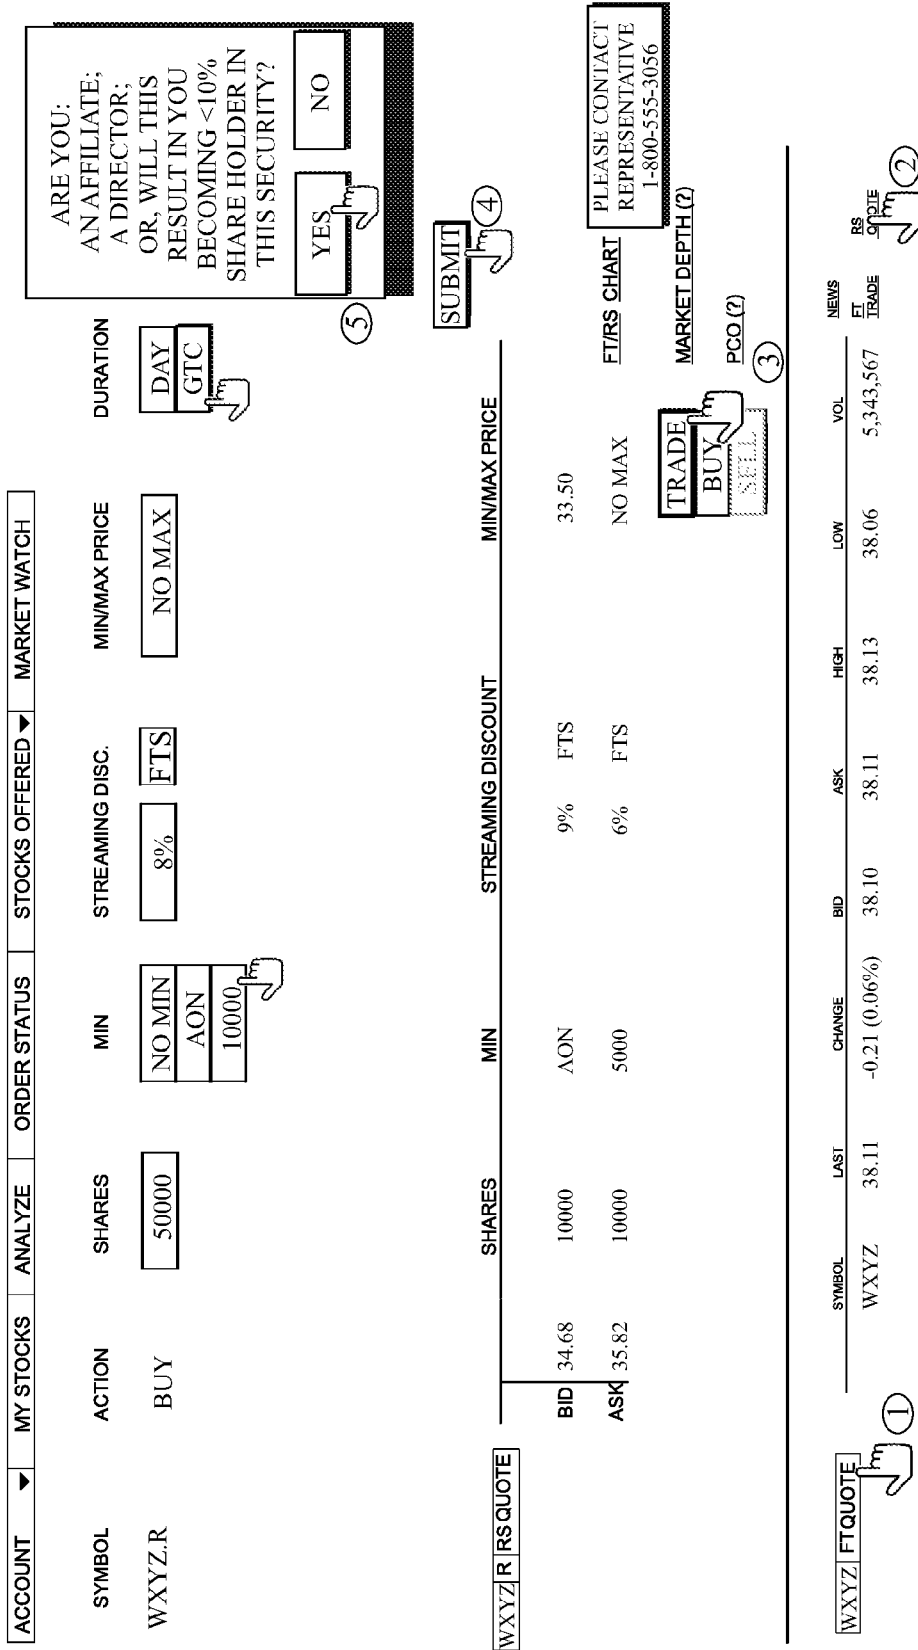 ACCOUNT ▼ MY STOCKS ANALYZE ORDER STATUS STOCKS OFFERED ▼ MARKET WATCH
SYMBOL ACTION SHARES MIN STREAMING DISC. MIN/MAX PRICE DURATION
WXYZ.R BUY 50000 NO MIN 8% FTS NO MAX DAY
AON GTC
10000
ARE YOU:
AN AFFILIATE;
A DIRECTOR;
OR, WILL THIS
RESULT IN YOU
BECOMING <10%
SHARE HOLDER IN
THIS SECURITY?
YES NO
5
SUBMIT
4
WXYZ R RS QUOTE
SHARES MIN STREAMING DISCOUNT MIN/MAX PRICE
BID 34.68 10000 AON 9% FTS 33.50
ASK 35.82 10000 5000 6% FTS NO MAX
FT/RS CHART
PLEASE CONTACT
REPRESENTATIVE
1-800-555-3056
MARKET DEPTH (?)
PCO (?)
TRADE
BUY
SELL
3
WXYZ FT QUOTE
1
SYMBOL LAST CHANGE BID ASK HIGH LOW VOL
WXYZ 38.11 -0.21 (0.06%) 38.10 38.11 38.13 38.06 5,343,567
NEWS
FT
TRADE
RS
QUOTE
2